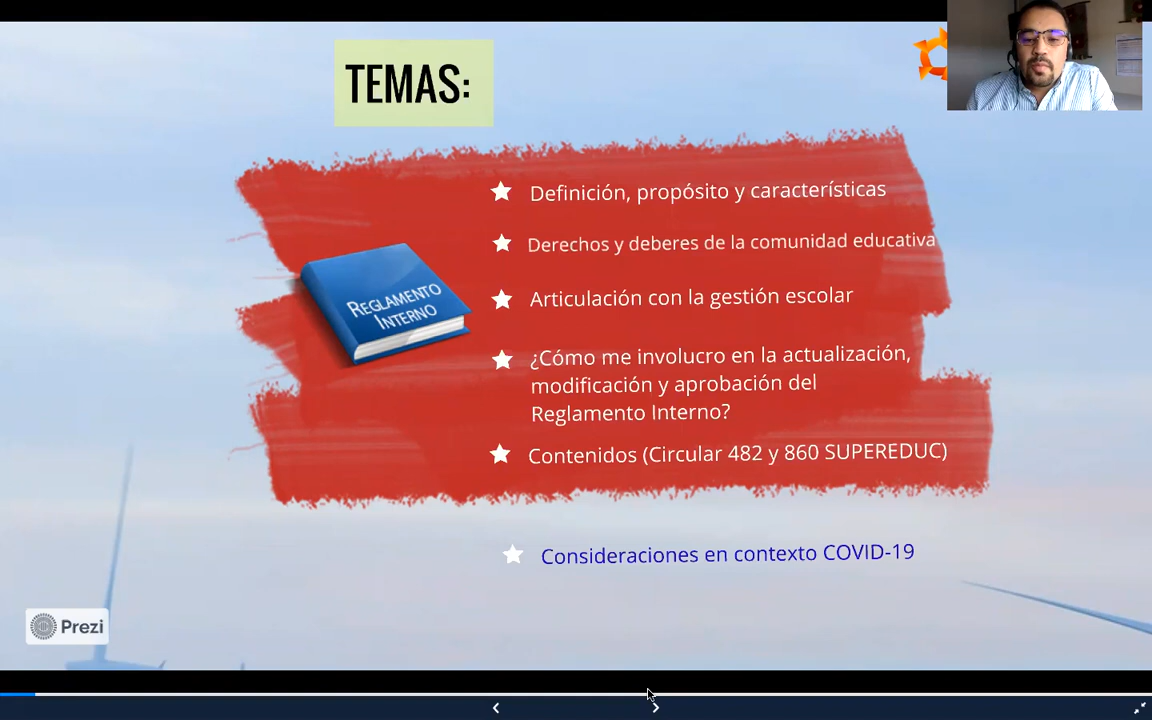 TEMAS:
Definición, propósito y características
Derechos y deberes de la comunidad educativa
Articulación con la gestión escolar
REGLAMENTO
INTERNO
¿Cómo me involucro en la actualización,
modificación y aprobación del
Reglamento Interno?
Contenidos (Circular 482 y 860 SUPEREDUC)
Consideraciones en contexto COVID-19
Prezi